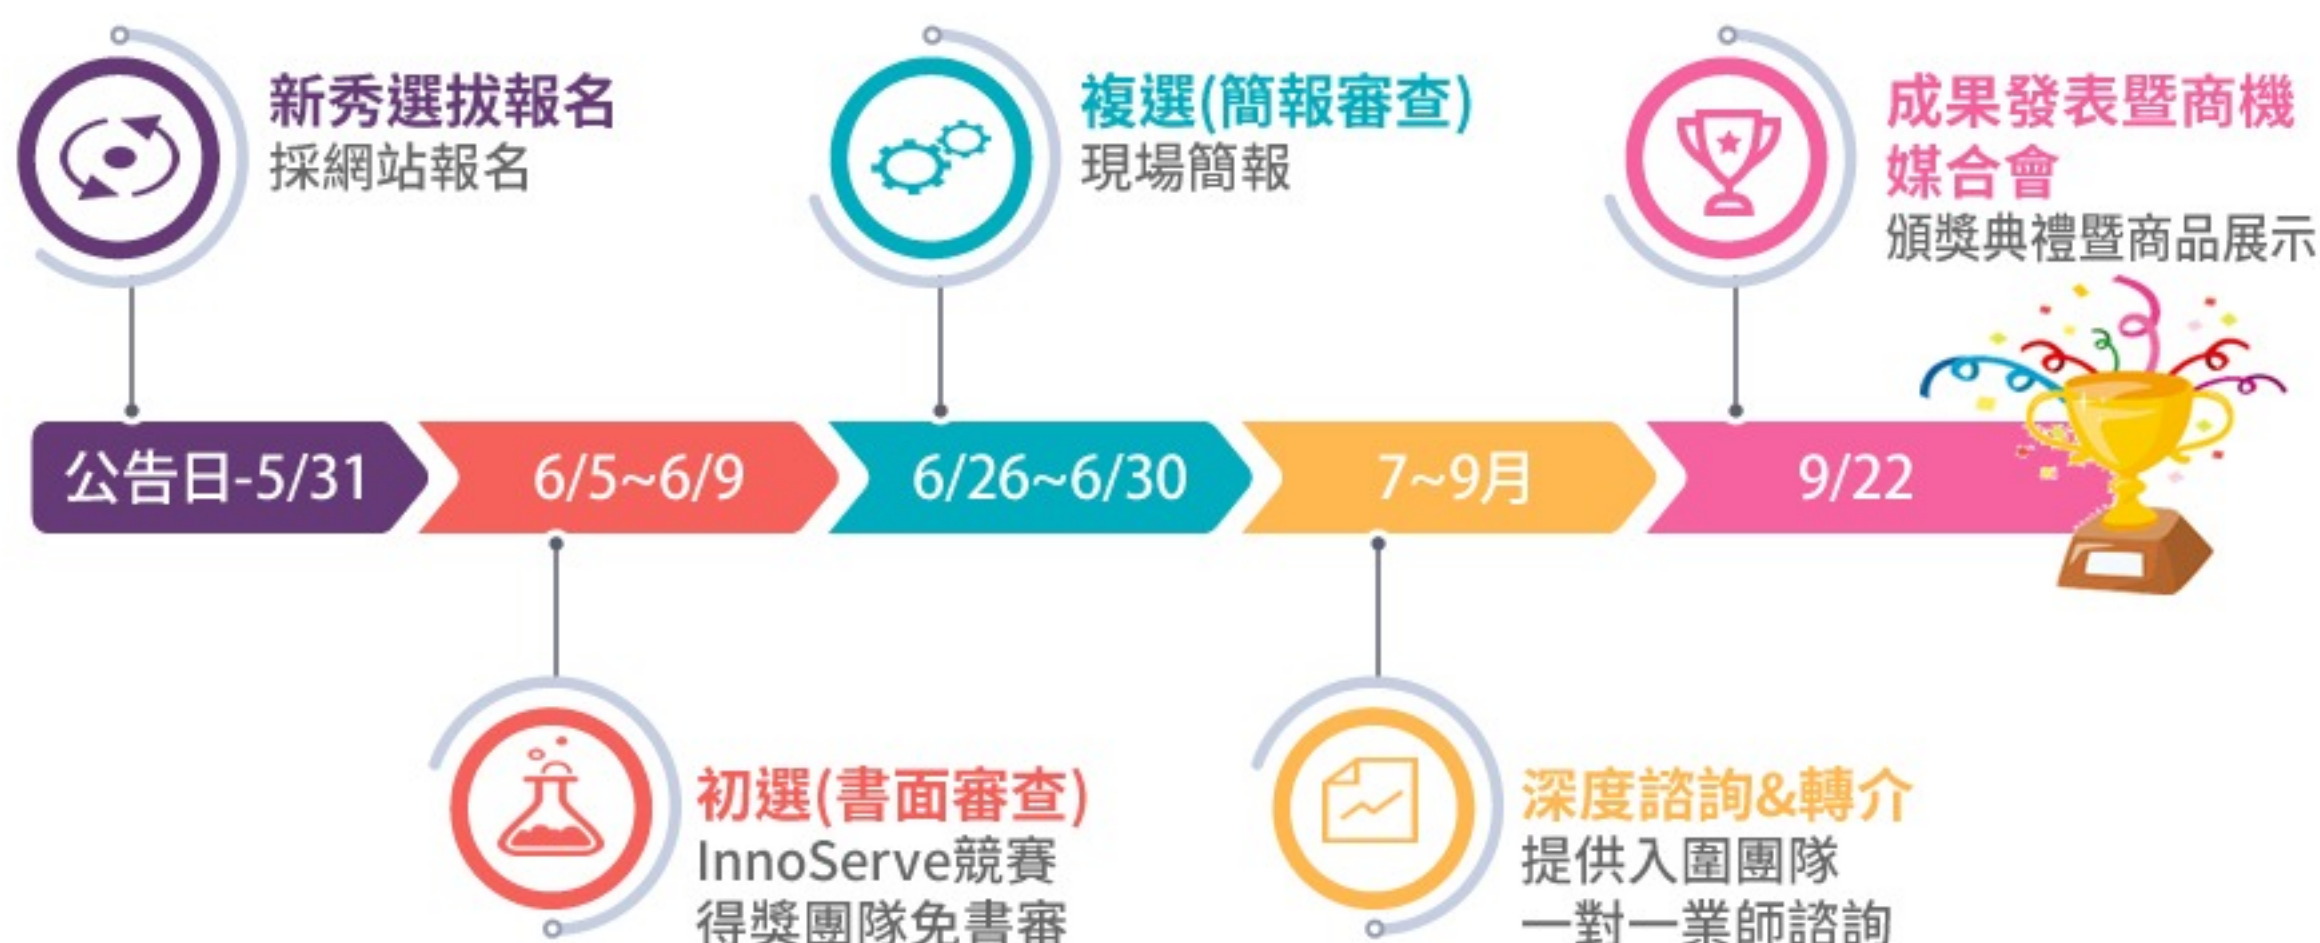 新秀選拔報名
採網站報名
複選(簡報審查)
現場簡報
成果發表暨商機
媒合會
頒獎典禮暨商品展示
公告日-5/31
6/5~6/9
6/26~6/30
7~9月
9/22
初選(書面審查)
InnoServe競賽
得獎團隊免書審
深度諮詢&轉介
提供入圍團隊
一對一業師諮詢